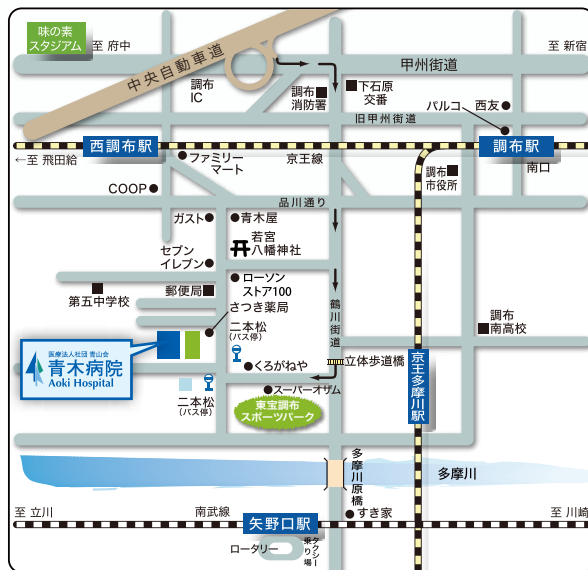 味の素
スタジアム
至 府中
中央自動車道
甲州街道
至 新宿
調布
IC
調布
消防署
下石原
交番
パルコ
西友
旧甲州街道
西調布駅
調布駅
←至 飛田給
ファミリー
マート
京王線
調布
市役所
南口
COOP
品川通り
ガスト
青木屋
若宮
八幡神社
セブン
イレブン
ローソン
ストア100
郵便局
第五中学校
さつき薬局
鶴川街道
調布
南高校
二本松
(バス停)
医療法人社団 青山会
青木病院
Aoki Hospital
くろがねや
立体歩道橋
京王多摩川駅
二本松
(バス停)
スーパーオザム
東宝調布
スポーツパーク
多摩川原橋
多摩川
至 立川
南武線
矢野口駅
すき家
至 川崎
ロータリー
タクシー
乗り場